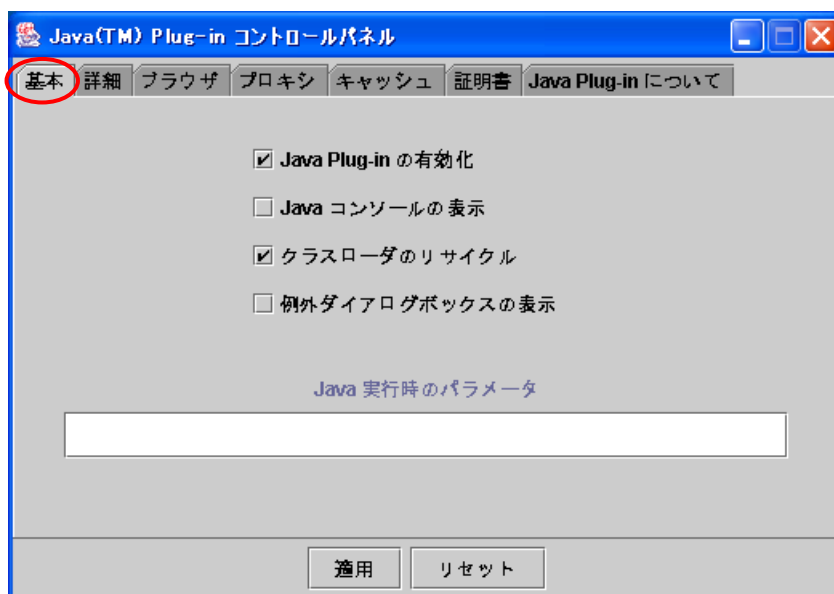 Java(TM) Plug-in コントロールパネル
基本 詳細 ブラウザ プロキシ キャッシュ 証明書 Java Plug-in について
Java Plug-in の有効化
Java コンソールの表示
クラスローダのリサイクル
例外ダイアログボックスの表示
Java 実行時のパラメータ
適用 リセット